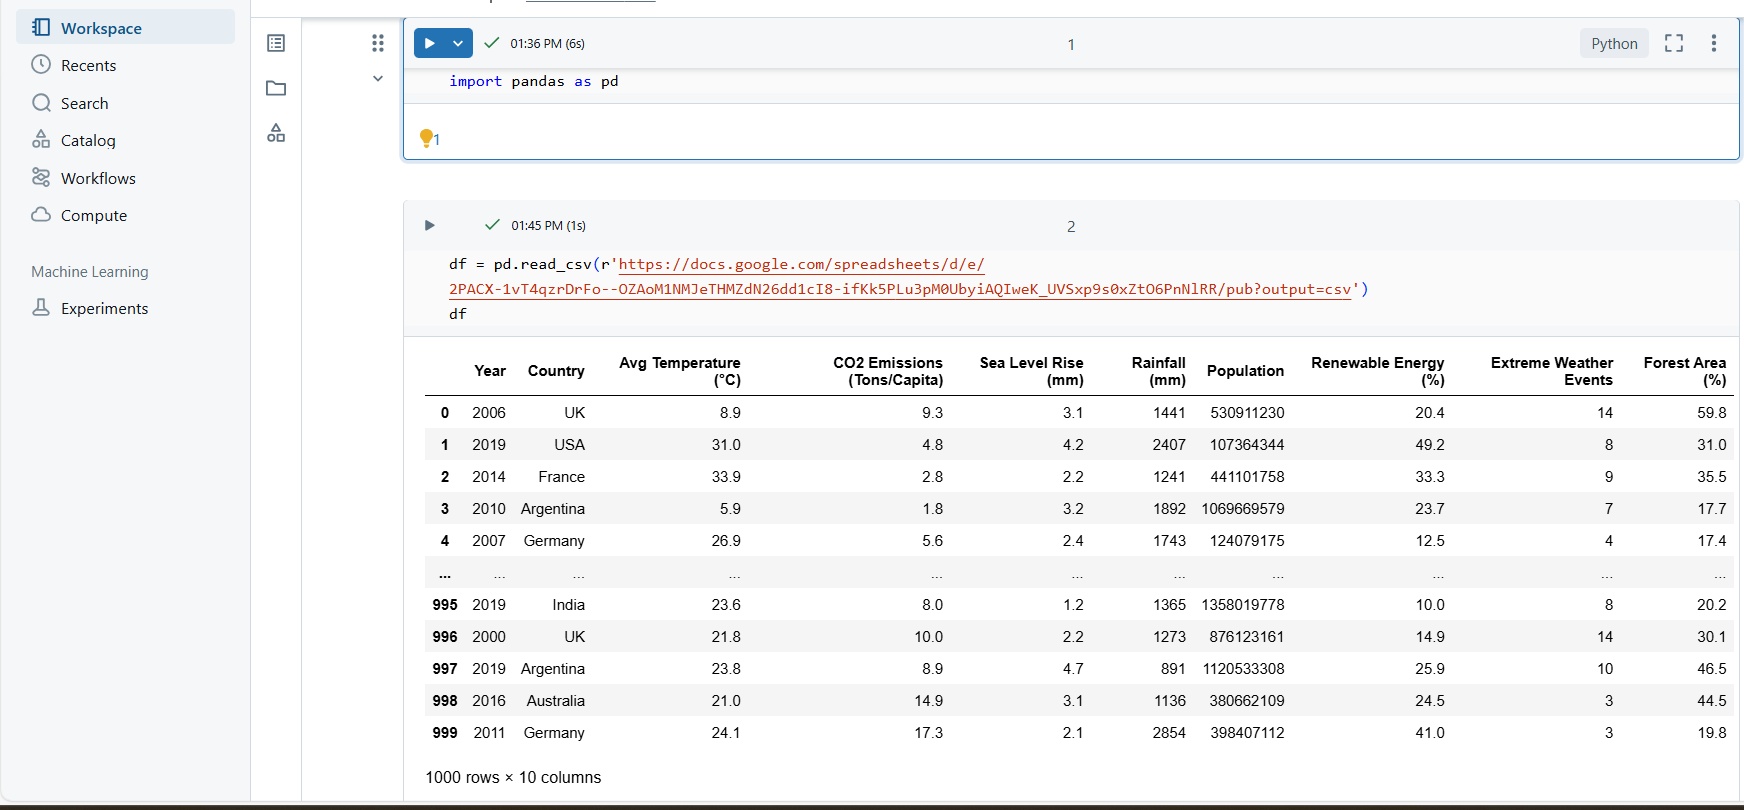 Workspace
Recents
Search
Catalog
Workflows
Compute
Machine Learning
Experiments
01:36 PM (6s)
1
Python
import pandas as pd
1
01:45 PM (1s)
2
df = pd.read_csv(r'https://docs.google.com/spreadsheets/d/e/
2PACX-1vT4qzrDrFo--OZAoM1NMJeTHMZdN26dd1cI8-ifKk5PLu3pM0UbyiAQIweK_UVSxp9s0xZtO6PnNlRR/pub?output=csv')
df
Year Country Avg Temperature (°C) CO2 Emissions (Tons/Capita) Sea Level Rise (mm) Rainfall (mm) Population Renewable Energy (%) Extreme Weather Events Forest Area (%)
0 2006 UK 8.9 9.3 3.1 1441 530911230 20.4 14 59.8
1 2019 USA 31.0 4.8 4.2 2407 107364344 49.2 8 31.0
2 2014 France 33.9 2.8 2.2 1241 441101758 33.3 9 35.5
3 2010 Argentina 5.9 1.8 3.2 1892 1069669579 23.7 7 17.7
4 2007 Germany 26.9 5.6 2.4 1743 124079175 12.5 4 17.4
... ... ... ... ... ... ... ... ... ... ...
995 2019 India 23.6 8.0 1.2 1365 1358019778 10.0 8 20.2
996 2000 UK 21.8 10.0 2.2 1273 876123161 14.9 14 30.1
997 2019 Argentina 23.8 8.9 4.7 891 1120533308 25.9 10 46.5
998 2016 Australia 21.0 14.9 3.1 1136 380662109 24.5 3 44.5
999 2011 Germany 24.1 17.3 2.1 2854 398407112 41.0 3 19.8
1000 rows × 10 columns